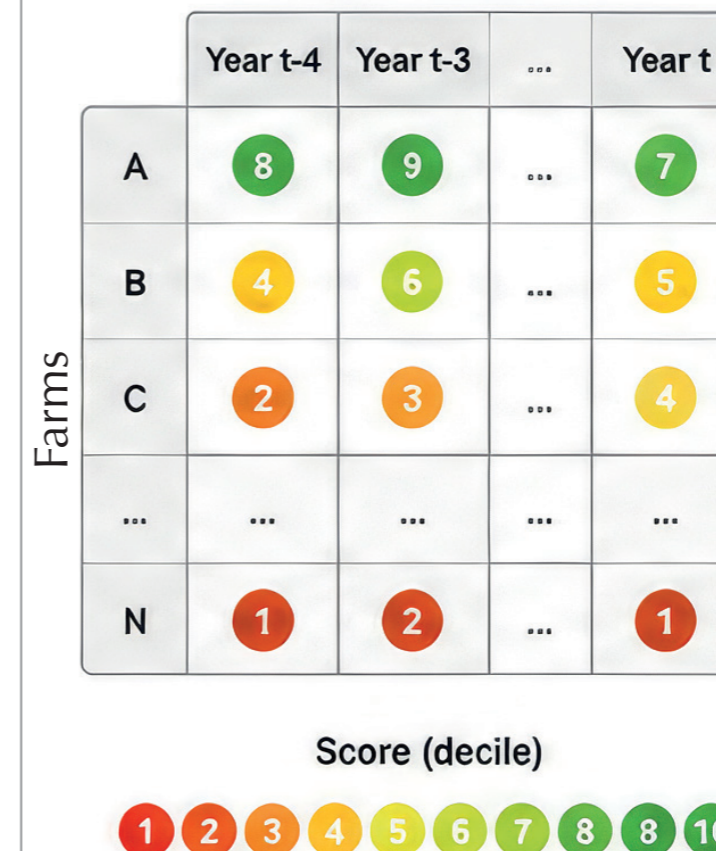 Year t-4 Year t-3 ... Year t
A 8 9 ... 7
B 4 6 ... 5
Farms
C 2 3 ... 4
... ... ... ... ...
N 1 2 ... 1
Score (decile)
1 2 3 4 5 6 7 8 8 10